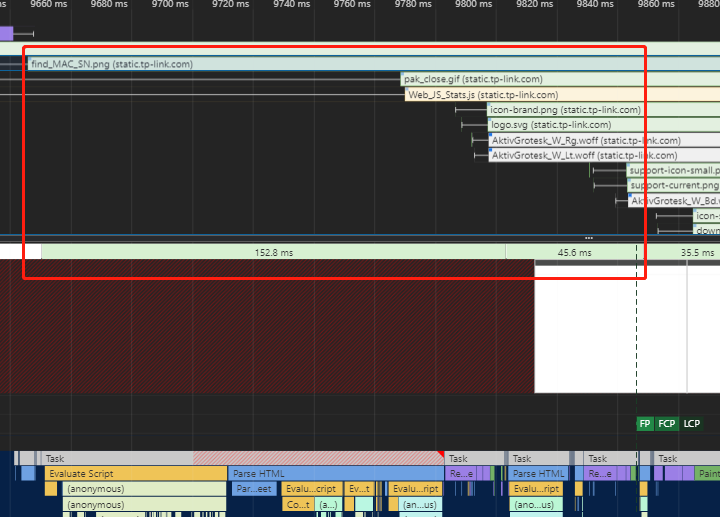 ms 9660 ms 9680 ms 9700 ms 9720 ms 9740 ms 9760 ms 9780 ms 9800 ms 9820 ms 9840 ms 9860 ms 9880
find_MAC_SN.png (static.tp-link.com)
pak_close.gif (static.tp-link.com)
Web_JS_Stats.js (static.tp-link.com)
icon-brand.png (static.tp-link.com)
logo.svg (static.tp-link.com)
AktivGrotesk_W_Rg.woff (static.tp-link.com)
AktivGrotesk_W_Lt.woff (static.tp-link.com)
support-icon-small.p
support-current.png
AktivGrotesk_W_Bd.w
icon-s
down
...
152.8 ms 45.6 ms 35.5 ms
FP FCP LCP
Task Task Task Task Task
Evaluate Script Parse HTML Re...e Parse HTML Re...e Paint
(anonymous) Par...eet Evalu...cript Ev...t Evalu...ript Evalu...ript
(anonymous) Co...t (a...) (an...us) (ano...us)